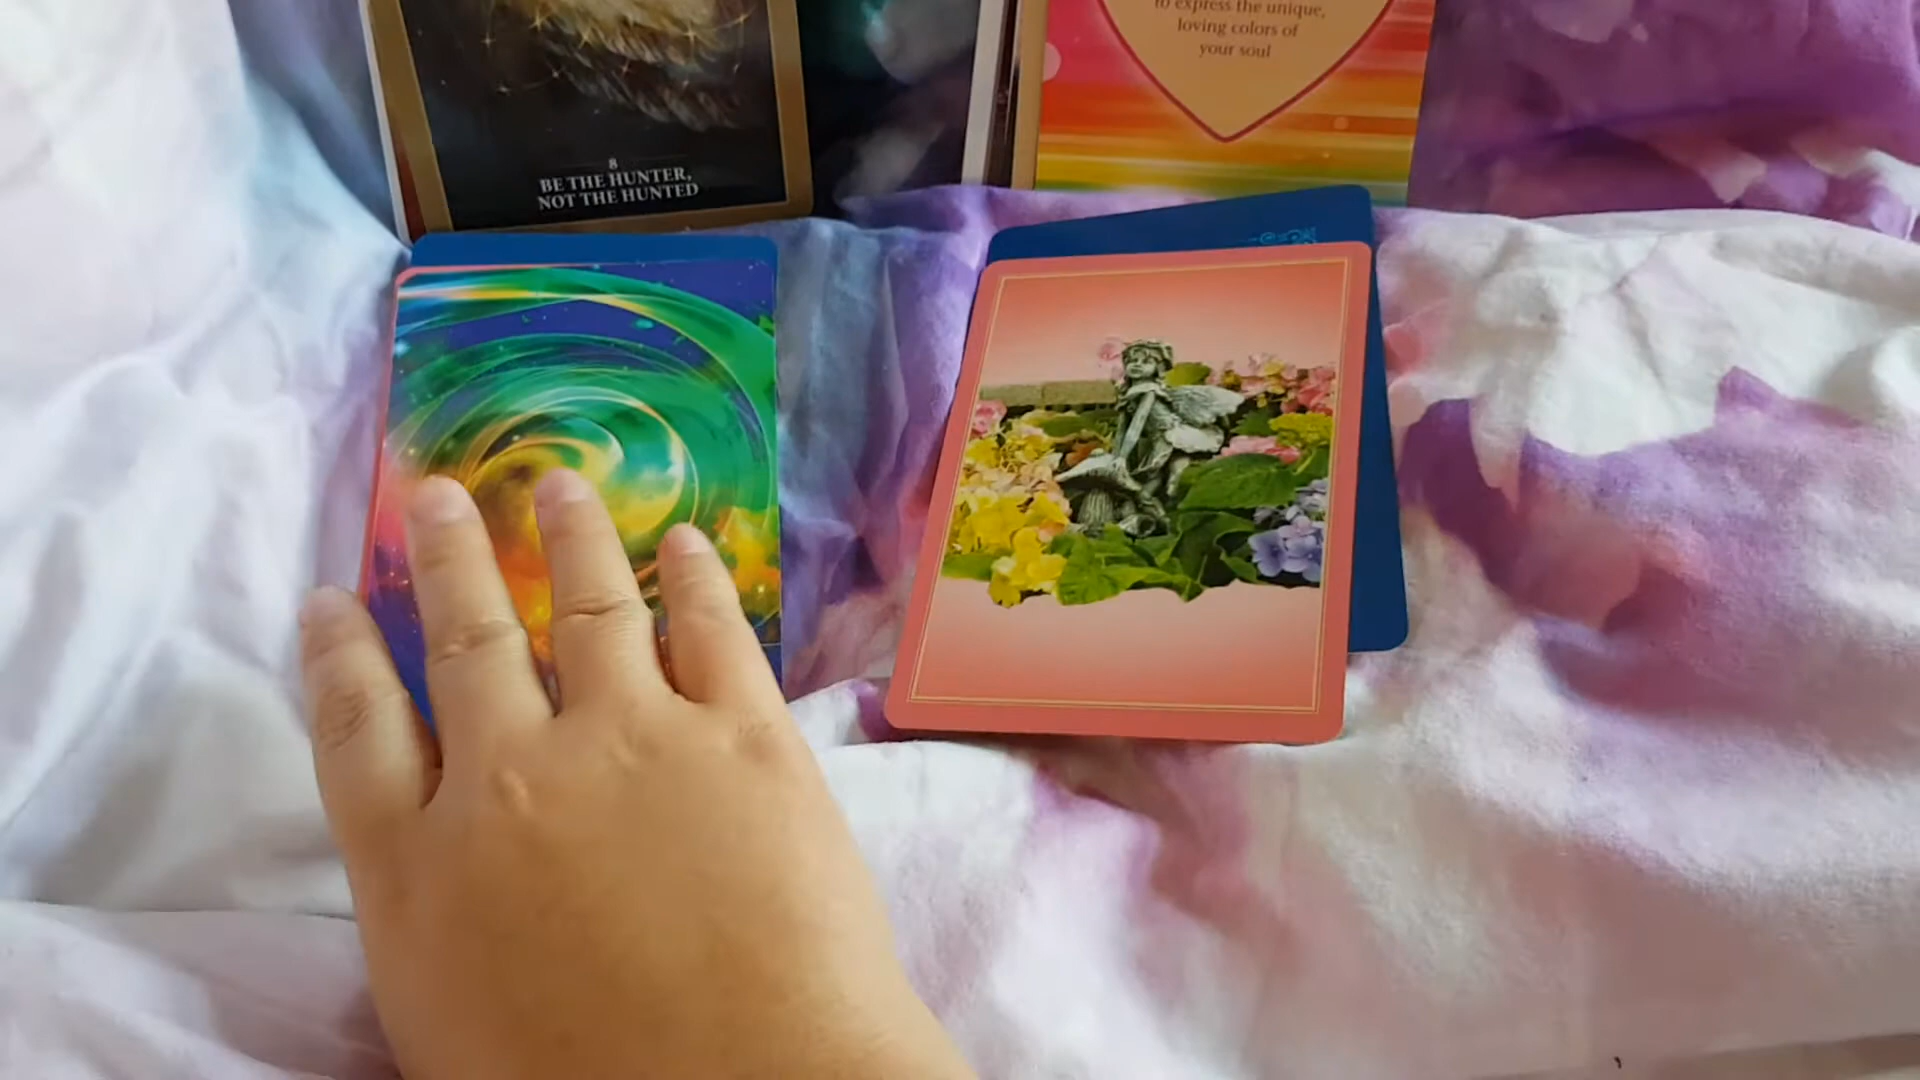 8
BE THE HUNTER,
NOT THE HUNTED
to express the unique,
loving colors of
your soul